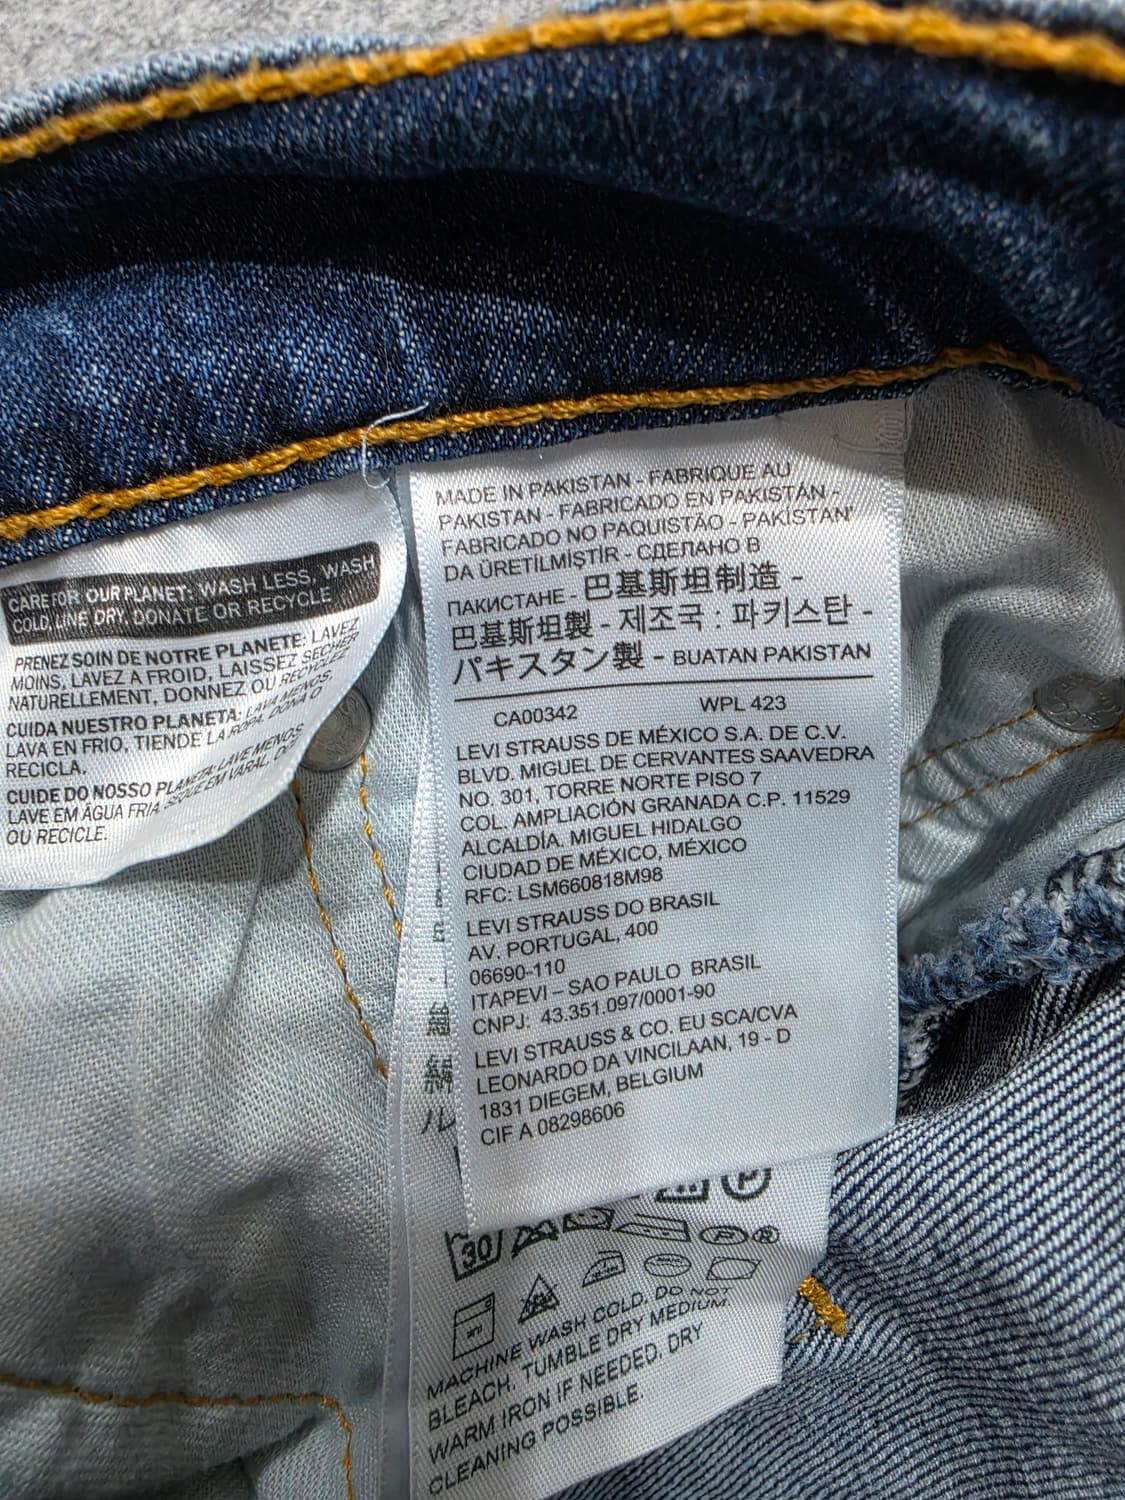 CARE FOR OUR PLANET: WASH LESS, WASH
COLD, LINE DRY, DONATE OR RECYCLE
PRENEZ SOIN DE NOTRE PLANETE: LAVEZ
MOINS, LAVEZ A FROID, LAISSEZ SECHER
NATURELLEMENT, DONNEZ OU RECYCLEZ
CUIDA NUESTRO PLANETA: LAVA MENOS,
LAVA EN FRIO, TIENDE LA ROPA, DONA O
RECICLA.
CUIDE DO NOSSO PLANETA: LAVE MENOS
LAVE EM ÁGUA FRIA, SEQUE EM VARAL,
OU RECICLE.
MADE IN PAKISTAN - FABRIQUE AU
PAKISTAN - FABRICADO EN PAKISTÁN -
FABRICADO NO PAQUISTÃO - PAKİSTAN'
DA ÜRETİLMİŞTİR - СДЕЛАНО В
ПАКИСТАНЕ - 巴基斯坦制造 -
巴基斯坦製 - 제조국 : 파키스탄 -
パキスタン製 - BUATAN PAKISTAN
CA00342 WPL 423
LEVI STRAUSS DE MÉXICO S.A. DE C.V.
BLVD. MIGUEL DE CERVANTES SAAVEDRA
NO. 301, TORRE NORTE PISO 7
COL. AMPLIACIÓN GRANADA C.P. 11529
ALCALDÍA. MIGUEL HIDALGO
CIUDAD DE MÉXICO, MÉXICO
RFC: LSM660818M98
LEVI STRAUSS DO BRASIL
AV. PORTUGAL, 400
06690-110
ITAPEVI – SAO PAULO BRASIL
CNPJ: 43.351.097/0001-90
LEVI STRAUSS & CO. EU SCA/CVA
LEONARDO DA VINCILAAN, 19 - D
1831 DIEGEM, BELGIUM
CIF A 08298606
30 P R
MACHINE WASH COLD. DO NOT
BLEACH. TUMBLE DRY MEDIUM.
WARM IRON IF NEEDED. DRY
CLEANING POSSIBLE